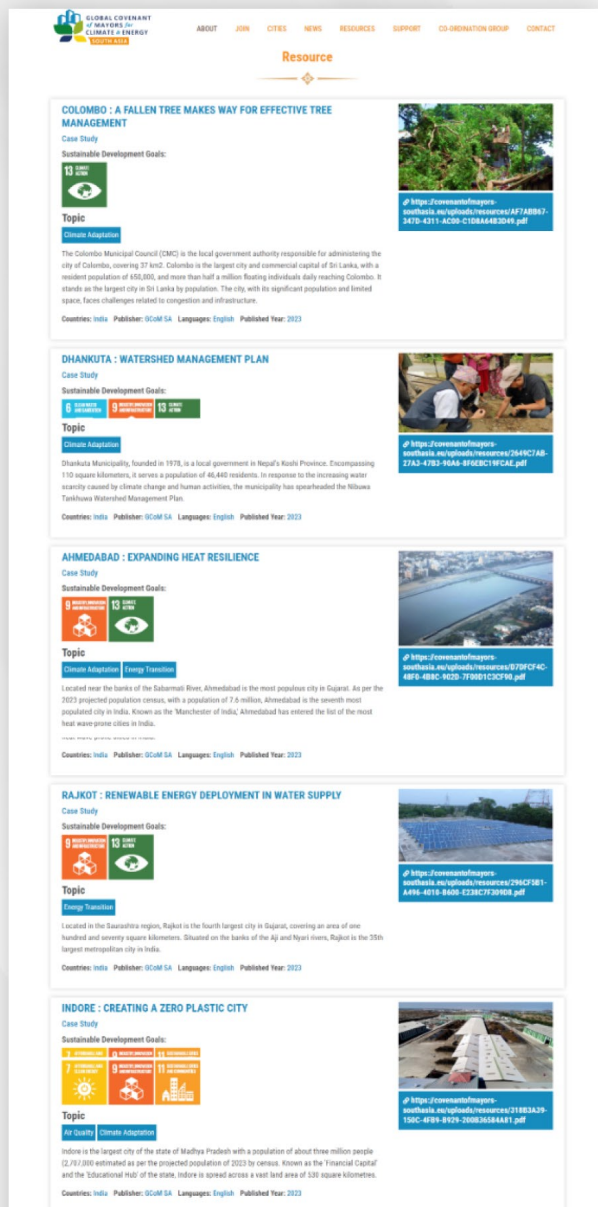 GLOBAL COVENANT
of MAYORS for
CLIMATE & ENERGY
SOUTH ASIA
ABOUT JOIN CITIES NEWS RESOURCES SUPPORT CO-ORDINATION GROUP CONTACT
Resource
COLOMBO : A FALLEN TREE MAKES WAY FOR EFFECTIVE TREE
MANAGEMENT
Case Study
Sustainable Development Goals:
13 CLIMATE
ACTION
Topic
Climate Adaptation
The Colombo Municipal Council (CMC) is the local government authority responsible for administering the
city of Colombo, covering 37 km2. Colombo is the largest city and commercial capital of Sri Lanka, with a
resident population of 650,000, and more than half a million floating individuals daily reaching Colombo. It
stands as the largest city in Sri Lanka by population. The city, with its significant population and limited
space, faces challenges related to congestion and infrastructure.
Countries: India Publisher: GCoM SA Languages: English Published Year: 2023
https://covenantofmayors-
southasia.eu/uploads/resources/AF7ABB67-
347D-4311-AC00-C1D8A64B3D49.pdf
DHANKUTA : WATERSHED MANAGEMENT PLAN
Case Study
Sustainable Development Goals:
6 CLEAN WATER
AND SANITATION
9 INDUSTRY, INNOVATION
AND INFRASTRUCTURE
13 CLIMATE
ACTION
Topic
Climate Adaptation
Dhankuta Municipality, founded in 1978, is a local government in Nepal's Koshi Province. Encompassing
110 square kilometers, it serves a population of 46,440 residents. In response to the increasing water
scarcity caused by climate change and human activities, the municipality has spearheaded the Nibuwa
Tankhuwa Watershed Management Plan.
Countries: India Publisher: GCoM SA Languages: English Published Year: 2023
https://covenantofmayors-
southasia.eu/uploads/resources/2649C7AB-
27A3-47B3-90A6-8F6EBC19FCAE.pdf
AHMEDABAD : EXPANDING HEAT RESILIENCE
Case Study
Sustainable Development Goals:
9 INDUSTRY, INNOVATION
AND INFRASTRUCTURE
13 CLIMATE
ACTION
Topic
Climate Adaptation Energy Transition
Located near the banks of the Sabarmati River, Ahmedabad is the most populous city in Gujarat. As per the
2023 projected population census, with a population of 7.6 million, Ahmedabad is the seventh most
populated city in India. Known as the 'Manchester of India,' Ahmedabad has entered the list of the most
heat wave-prone cities in India.
heat wave-prone cities in India.
Countries: India Publisher: GCoM SA Languages: English Published Year: 2023
https://covenantofmayors-
southasia.eu/uploads/resources/D7DFCF4C-
48F0-4B8C-902D-7F00D1C3CF90.pdf
RAJKOT : RENEWABLE ENERGY DEPLOYMENT IN WATER SUPPLY
Case Study
Sustainable Development Goals:
9 INDUSTRY, INNOVATION
AND INFRASTRUCTURE
13 CLIMATE
ACTION
Topic
Energy Transition
Located in the Saurashtra region, Rajkot is the fourth largest city in Gujarat, covering an area of one
hundred and seventy square kilometers. Situated on the banks of the Aji and Nyari rivers, Rajkot is the 35th
largest metropolitan city in India.
Countries: India Publisher: GCoM SA Languages: English Published Year: 2023
https://covenantofmayors-
southasia.eu/uploads/resources/296CF5B1-
A496-4018-B600-E238C7F309D8.pdf
INDORE : CREATING A ZERO PLASTIC CITY
Case Study
Sustainable Development Goals:
7 AFFORDABLE AND
CLEAN ENERGY
9 INDUSTRY, INNOVATION
AND INFRASTRUCTURE
11 SUSTAINABLE CITIES
AND COMMUNITIES
Topic
Air Quality Climate Adaptation
Indore is the largest city of the state of Madhya Pradesh with a population of about three million people
(2,787,000 estimated as per the projected population of 2023 by census. Known as the 'Financial Capital'
and the 'Educational Hub' of the state, Indore is spread across a vast land area of 530 square kilometres.
Countries: India Publisher: GCoM SA Languages: English Published Year: 2023
https://covenantofmayors-
southasia.eu/uploads/resources/318B3A39-
150C-4FB9-8929-200B36584A81.pdf